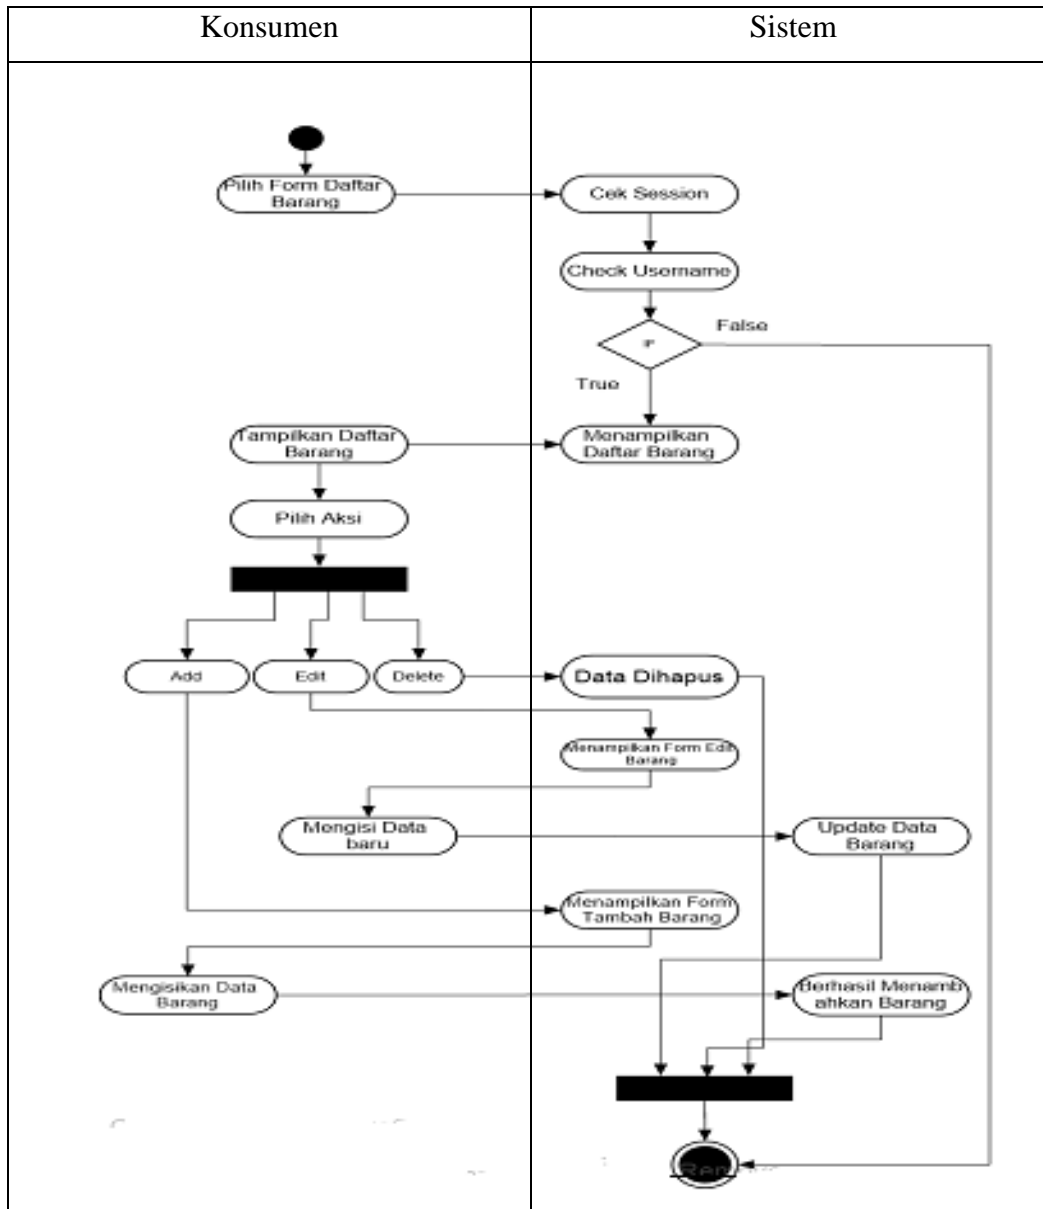 Konsumen
Sistem
Pilih Form Daftar
Barang
Cek Session
Check Username
False
True
Tampilkan Daftar
Barang
Menampilkan
Daftar Barang
Pilih Aksi
Add
Edit
Delete
Data Dihapus
Menampilkan Form Edit
Barang
Mengisi Data
baru
Update Data
Barang
Menampilkan Form
Tambah Barang
Mengisikan Data
Barang
Berhasil Menamb
ahkan Barang